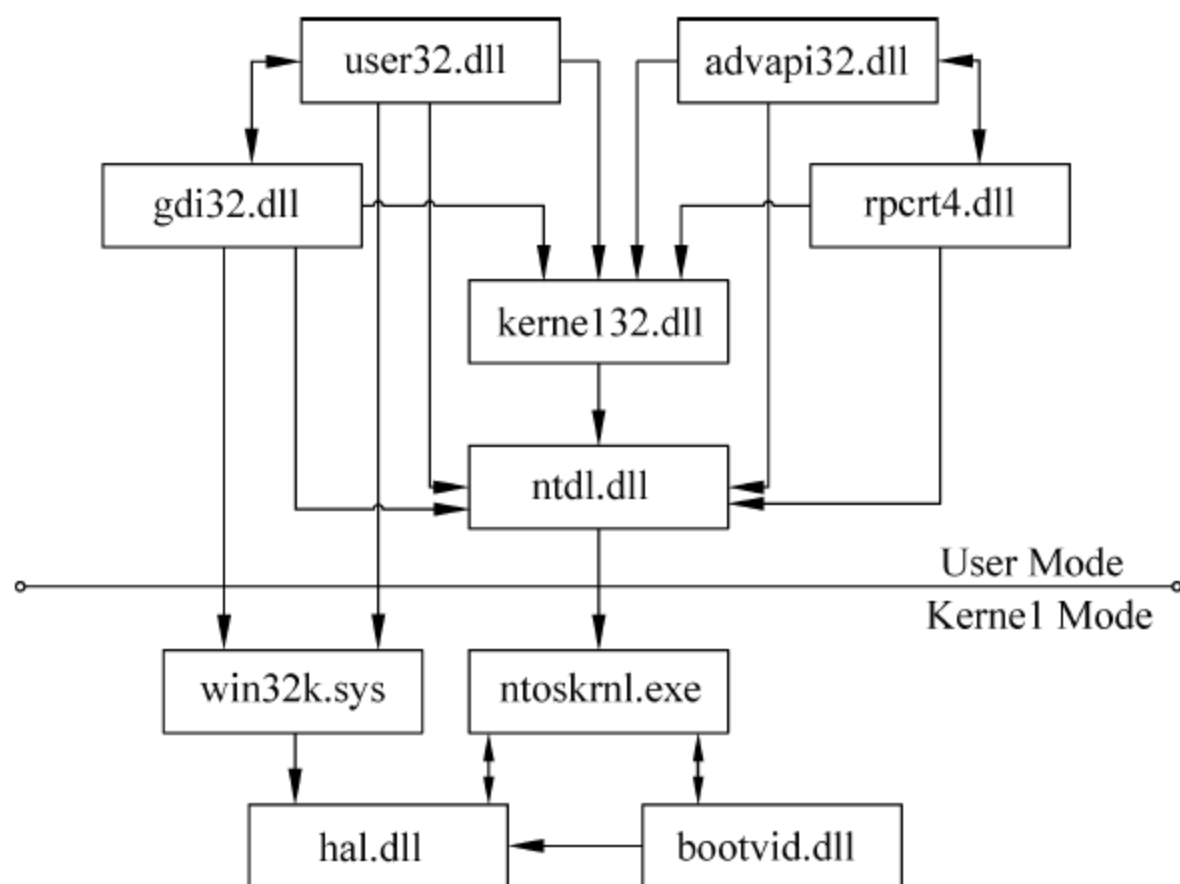 user32.dll
advapi32.dll
gdi32.dll
rpcrt4.dll
kerne132.dll
ntdl.dll
User Mode
Kerne1 Mode
win32k.sys
ntoskrnl.exe
hal.dll
bootvid.dll